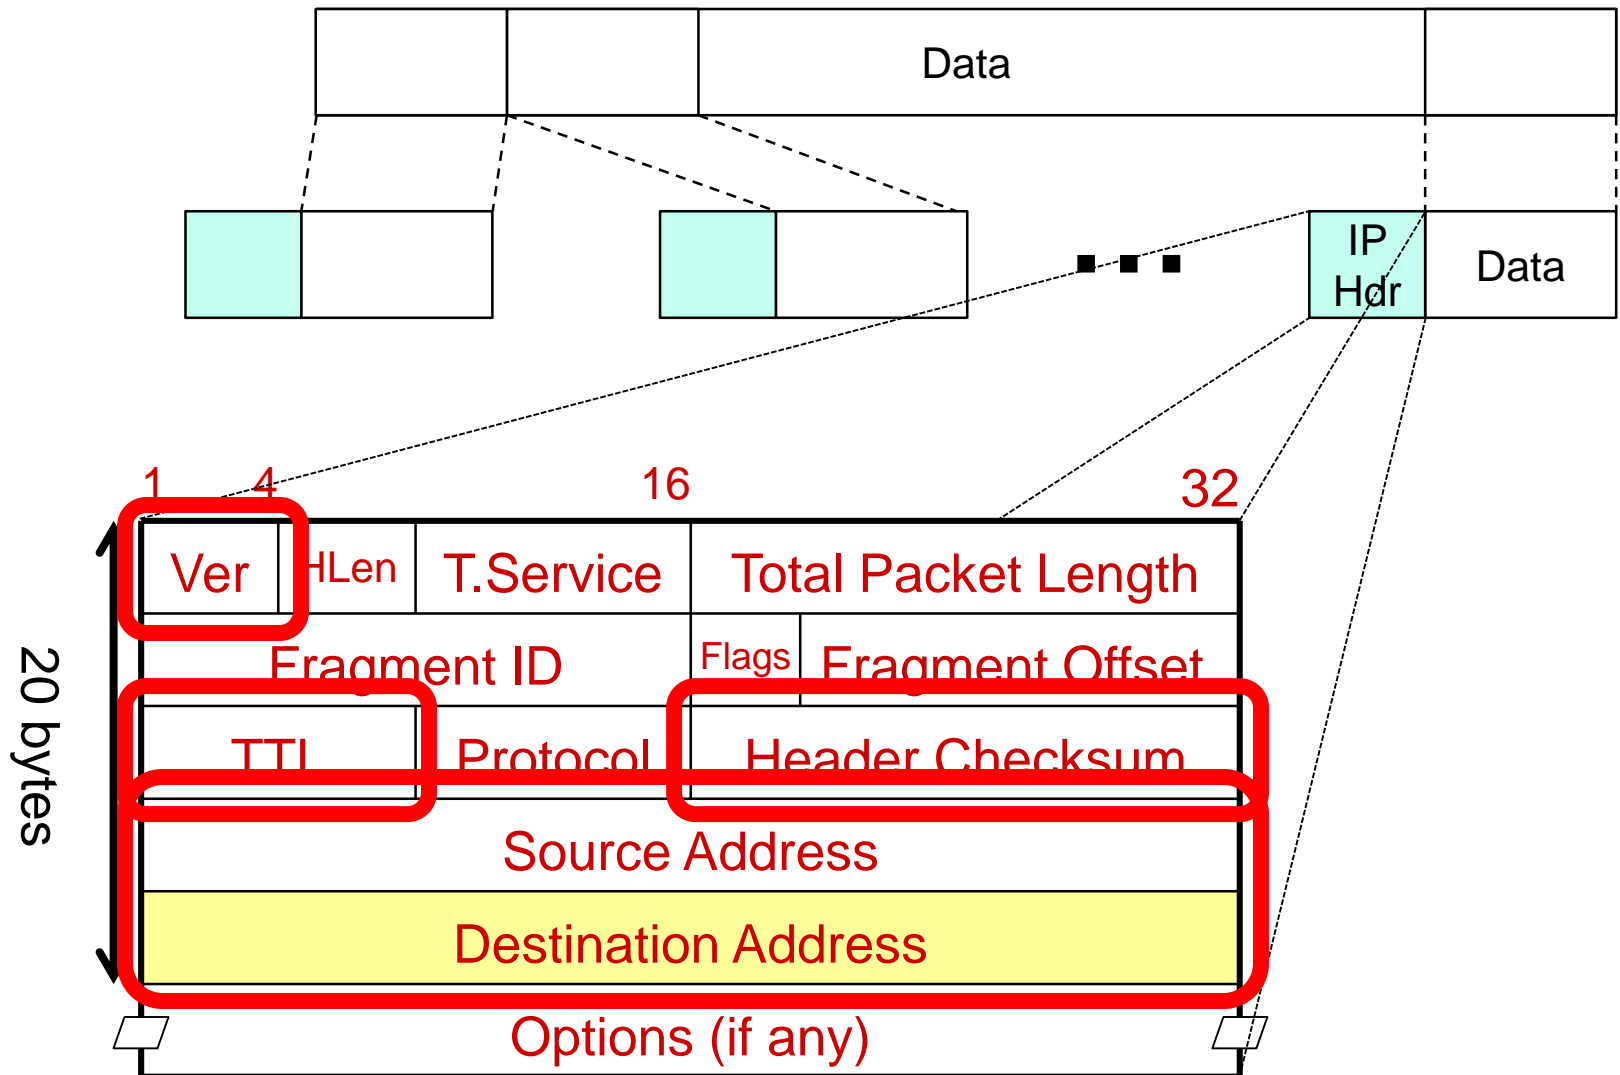 Data
IP
Hdr
Data
1 4 16 32
Ver HLen T.Service Total Packet Length
Fragment ID Flags Fragment Offset
TTL Protocol Header Checksum
Source Address
Destination Address
Options (if any)
20 bytes